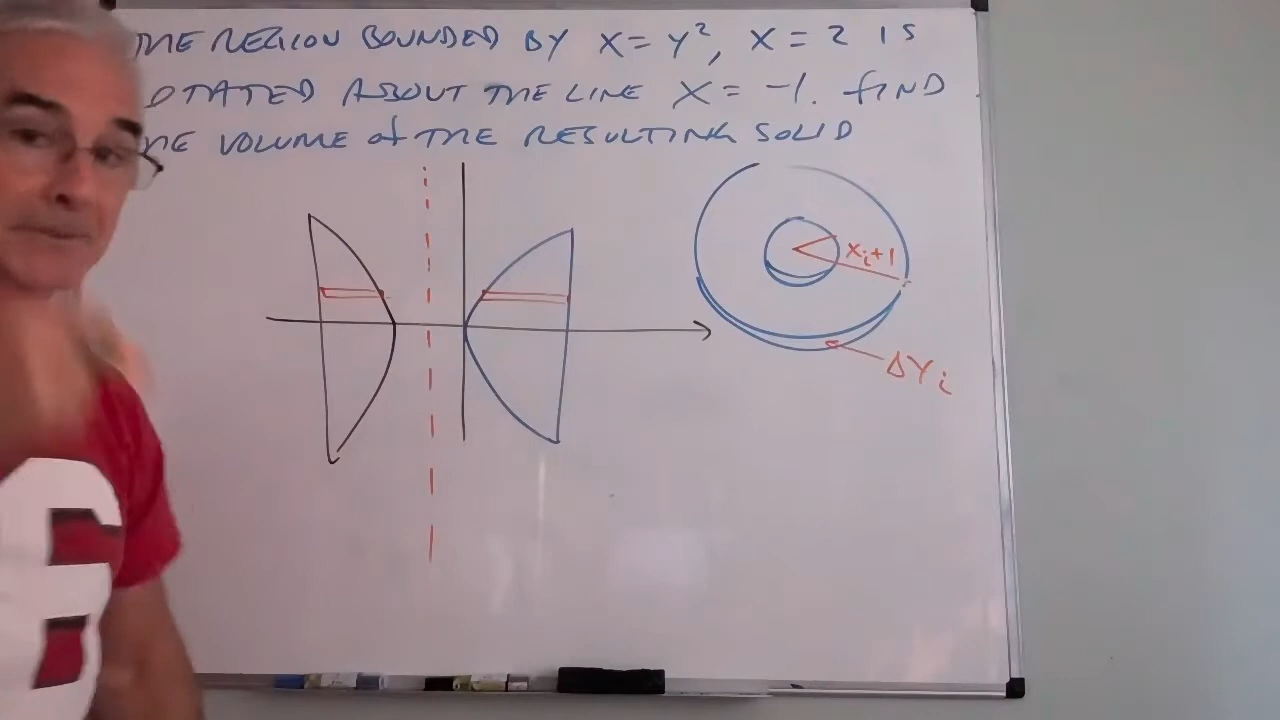 THE REGION BOUNDED BY X = Y², X = 2 IS
ROTATED ABOUT THE LINE X = -1. FIND
THE VOLUME of THE RESULTING SOLID
Xi+1
ΔYi